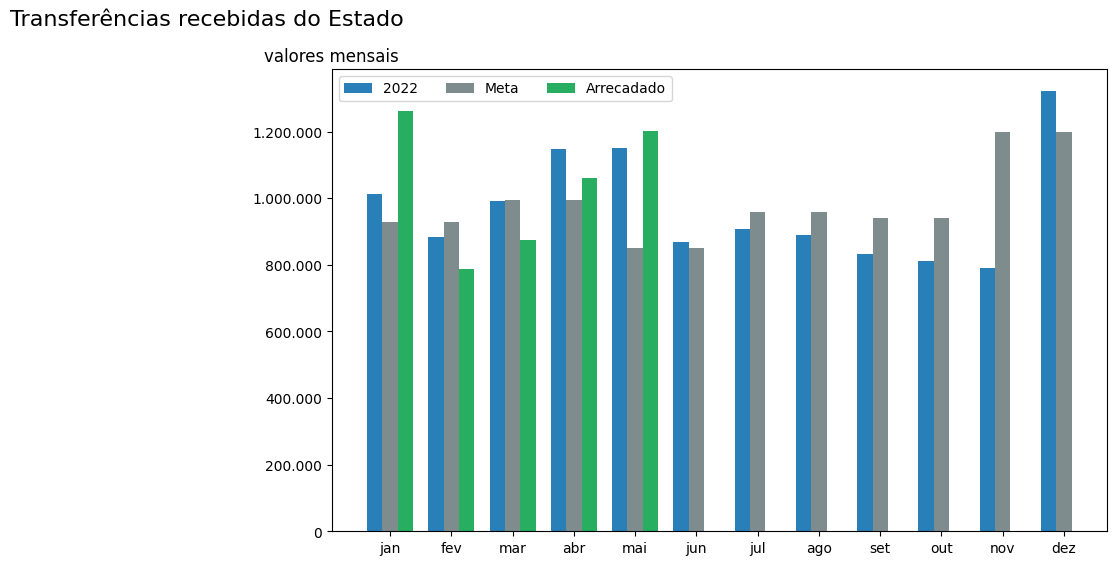 Transferências recebidas do Estado
valores mensais
2022 Meta Arrecadado
1.200.000
1.000.000
800.000
600.000
400.000
200.000
0
jan fev mar abr mai jun jul ago set out nov dez